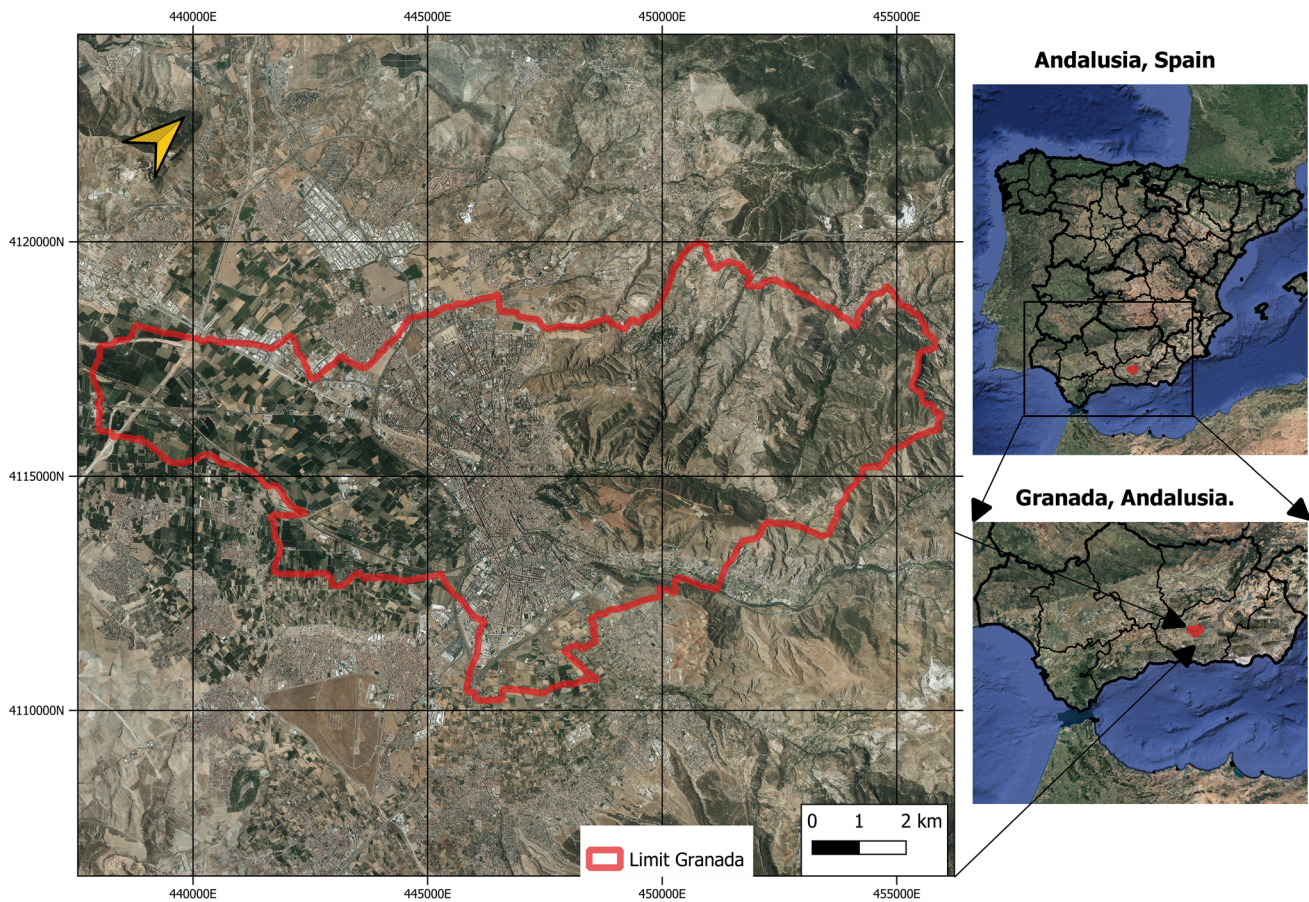 440000E
445000E
450000E
455000E
Andalusia, Spain
4120000N
4115000N
Granada, Andalusia.
4110000N
0 1 2 km
Limit Granada
440000E
445000E
450000E
455000E